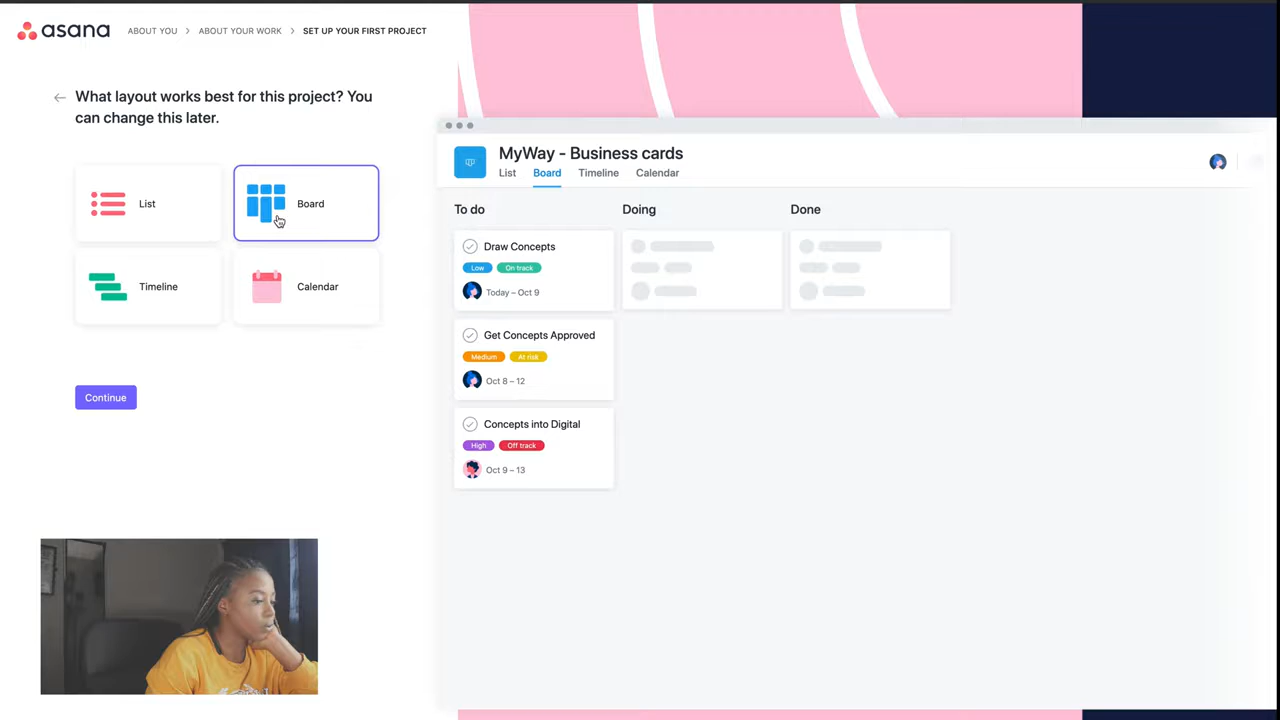 asana
ABOUT YOU > ABOUT YOUR WORK > SET UP YOUR FIRST PROJECT
What layout works best for this project? You
can change this later.
List
Board
Timeline
Calendar
Continue
MyWay - Business cards
List Board Timeline Calendar
To do
Doing
Done
Draw Concepts
Low On track
Today – Oct 9
Get Concepts Approved
Medium At risk
Oct 8 – 12
Concepts into Digital
High Off track
Oct 9 – 13